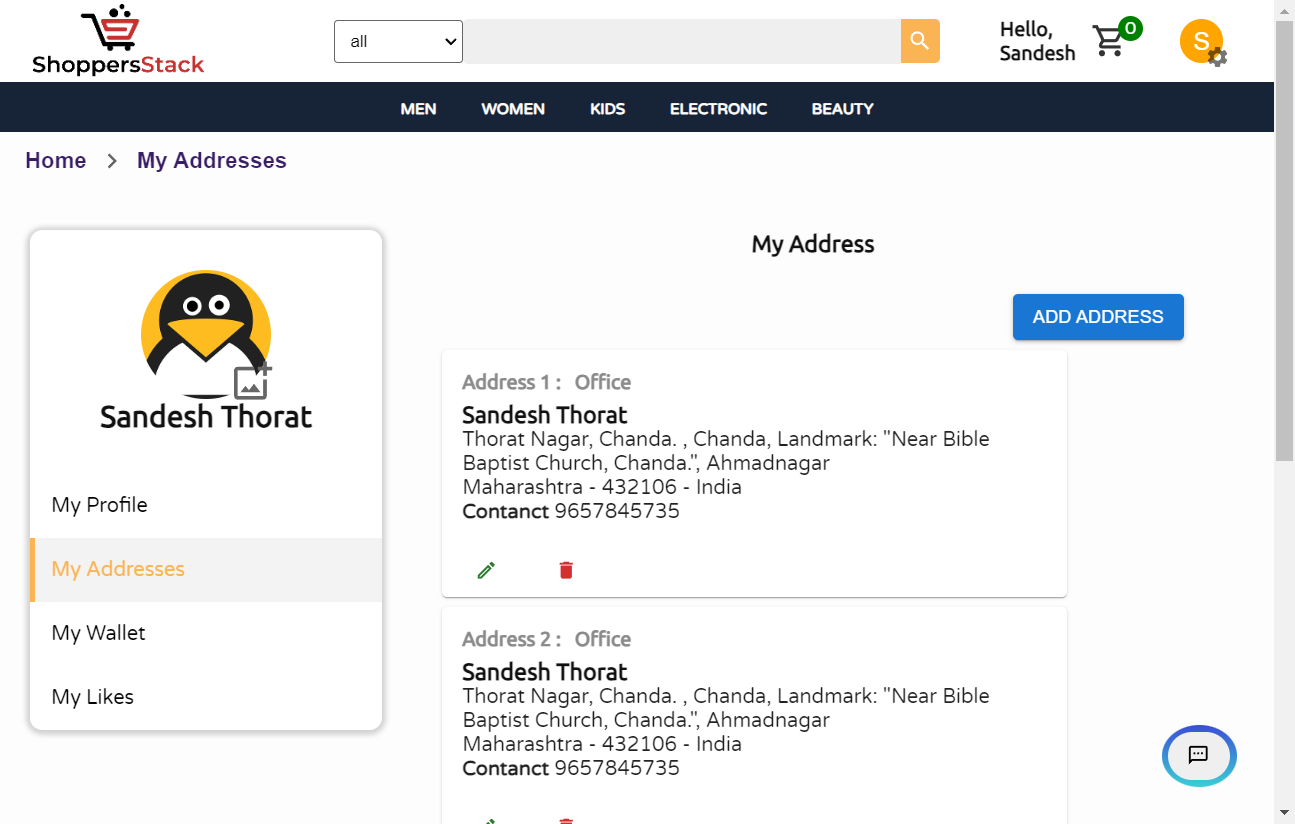 ShoppersStack
all
Hello,
Sandesh
0
S
MEN WOMEN KIDS ELECTRONIC BEAUTY
Home > My Addresses
Sandesh Thorat
My Profile
My Addresses
My Wallet
My Likes
My Address
ADD ADDRESS
Address 1 : Office
Sandesh Thorat
Thorat Nagar, Chanda. , Chanda, Landmark: "Near Bible
Baptist Church, Chanda.", Ahmadnagar
Maharashtra - 432106 - India
Contanct 9657845735
Address 2 : Office
Sandesh Thorat
Thorat Nagar, Chanda. , Chanda, Landmark: "Near Bible
Baptist Church, Chanda.", Ahmadnagar
Maharashtra - 432106 - India
Contanct 9657845735